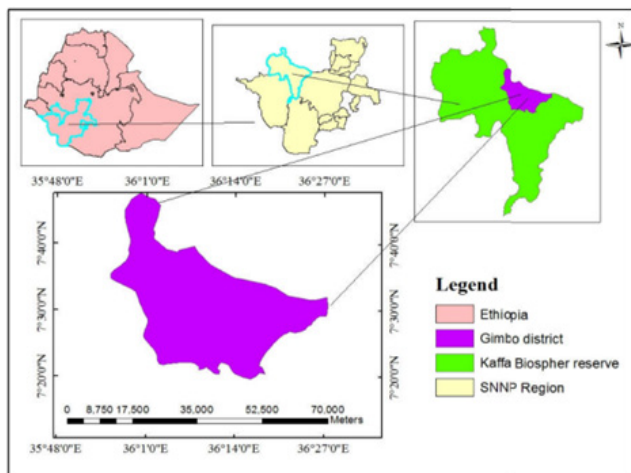 N
35°48'0"E 36°1'0"E 36°14'0"E 36°27'0"E
7°40'0"N
7°30'0"N
7°20'0"N
7°40'0"N
7°30'0"N
7°20'0"N
Legend
Ethiopia
Gimbo district
Kaffa Biospher reserve
SNNP Region
0 8,750 17,500 35,000 52,500 70,000
Meters
35°48'0"E 36°1'0"E 36°14'0"E 36°27'0"E